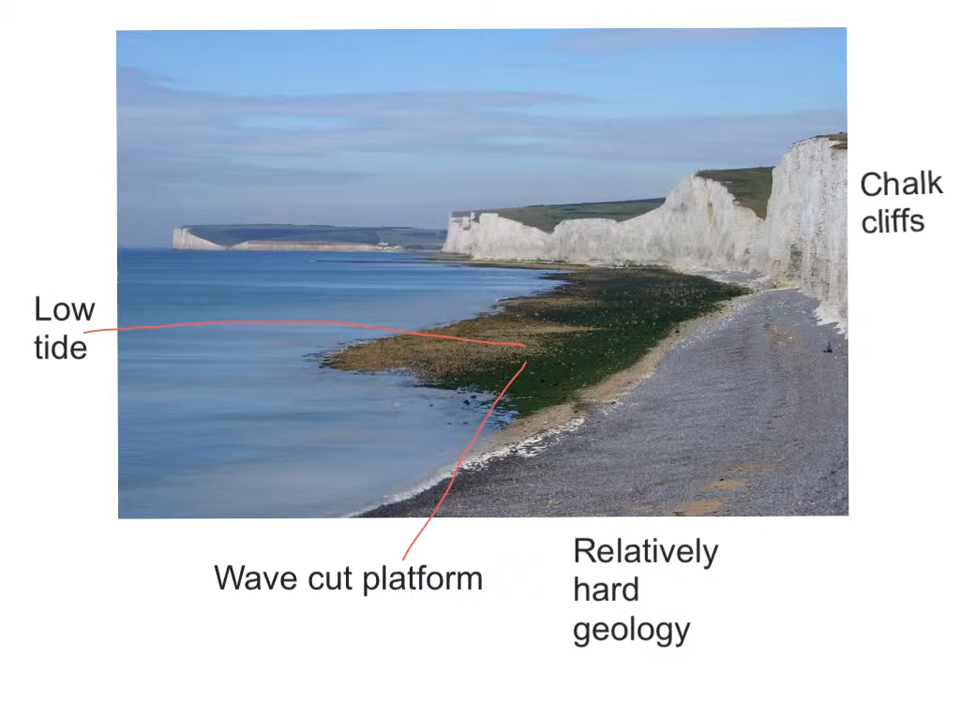 Chalk
cliffs
Low
tide
Wave cut platform
Relatively
hard
geology